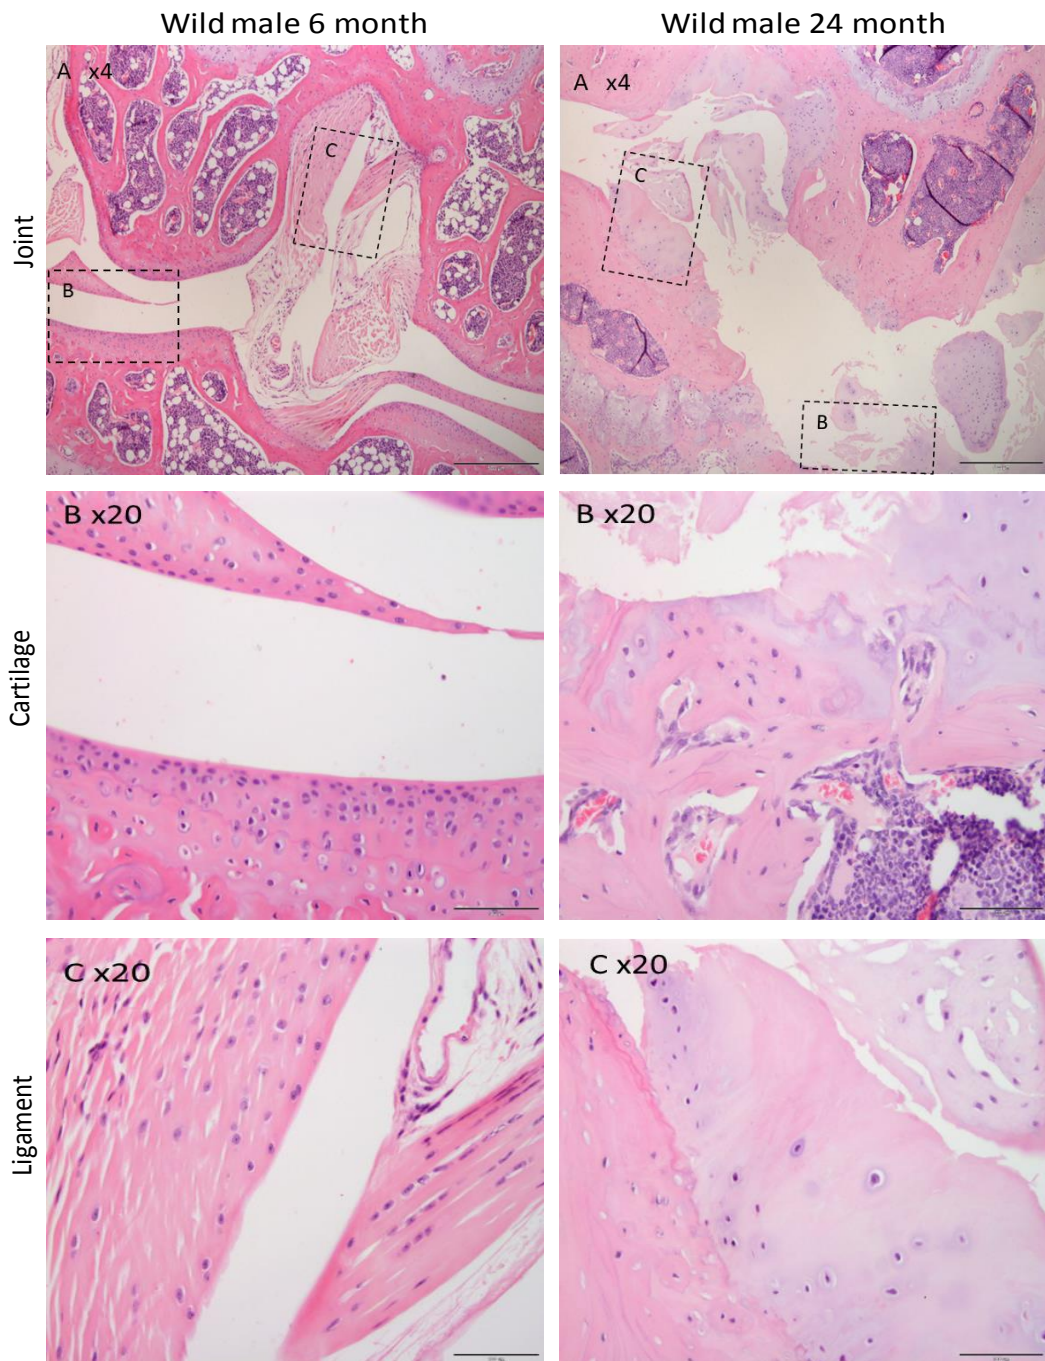 Wild male 6 month
Wild male 24 month
Joint
A x4
C
B
A x4
C
B
Cartilage
B x20
B x20
Ligament
C x20
C x20